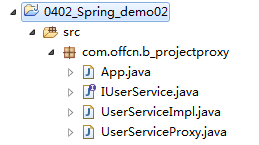 0402_Spring_demo02
src
com.offcn.b_projectproxy
App.java
IUserService.java
UserServiceImpl.java
UserServiceProxy.java